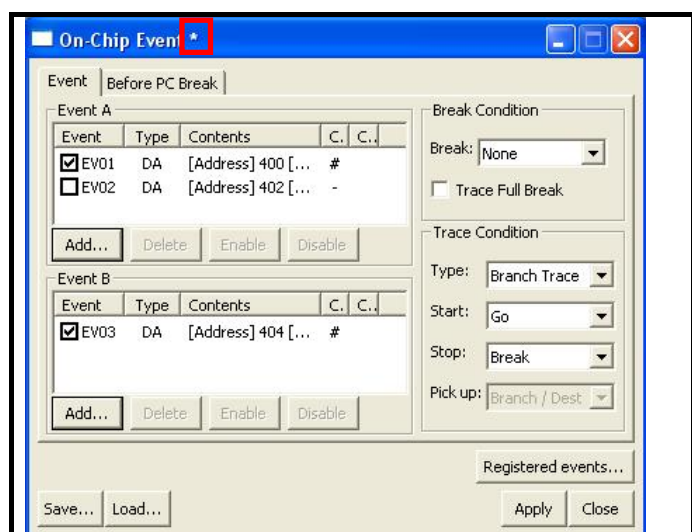 On-Chip Event *
Event Before PC Break
Event A
Event Type Contents C. C..
EV01 DA [Address] 400 [... #
EV02 DA [Address] 402 [... -
Add... Delete Enable Disable
Event B
Event Type Contents C. C..
EV03 DA [Address] 404 [... #
Add... Delete Enable Disable
Break Condition
Break: None
Trace Full Break
Trace Condition
Type: Branch Trace
Start: Go
Stop: Break
Pick up: Branch / Dest
Registered events...
Save... Load... Apply Close